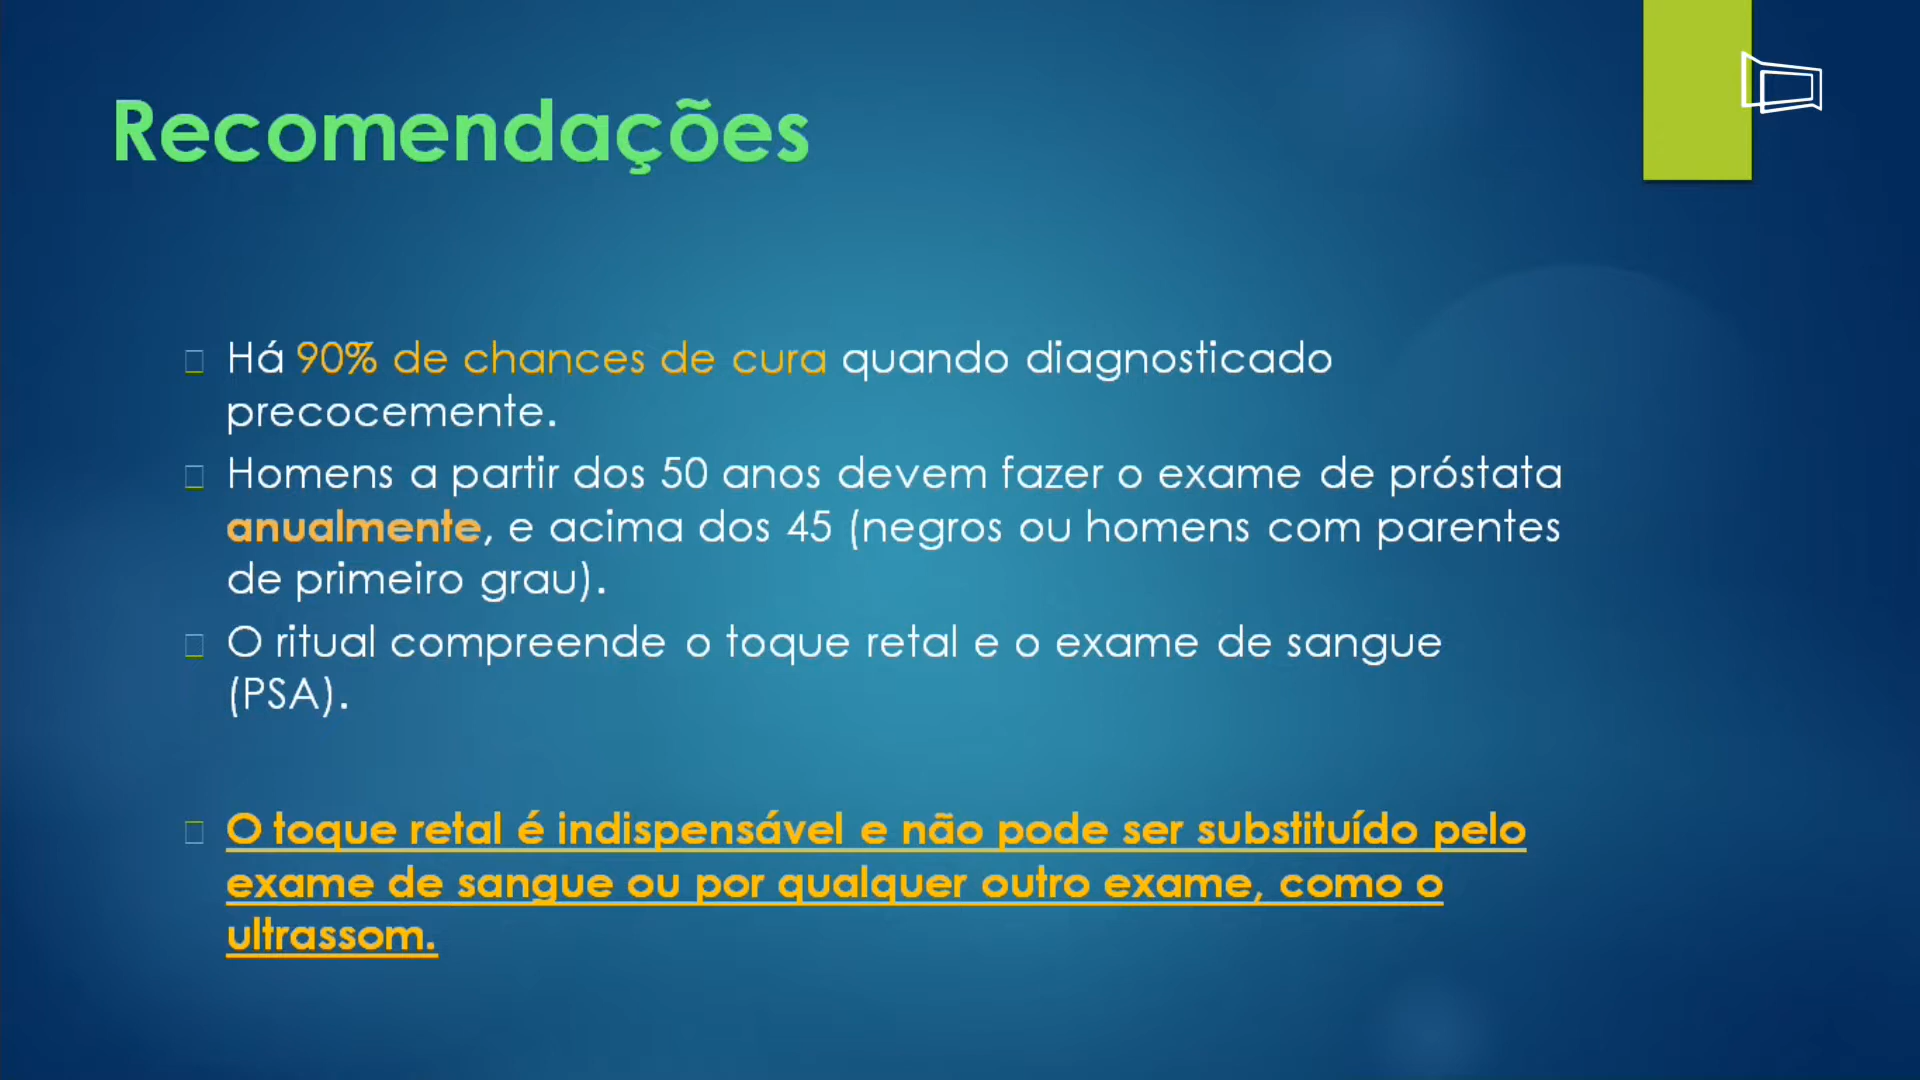 Recomendações
Há 90% de chances de cura quando diagnosticado
precocemente.
Homens a partir dos 50 anos devem fazer o exame de próstata
anualmente, e acima dos 45 (negros ou homens com parentes
de primeiro grau).
O ritual compreende o toque retal e o exame de sangue
(PSA).
O toque retal é indispensável e não pode ser substituído pelo
exame de sangue ou por qualquer outro exame, como o
ultrassom.